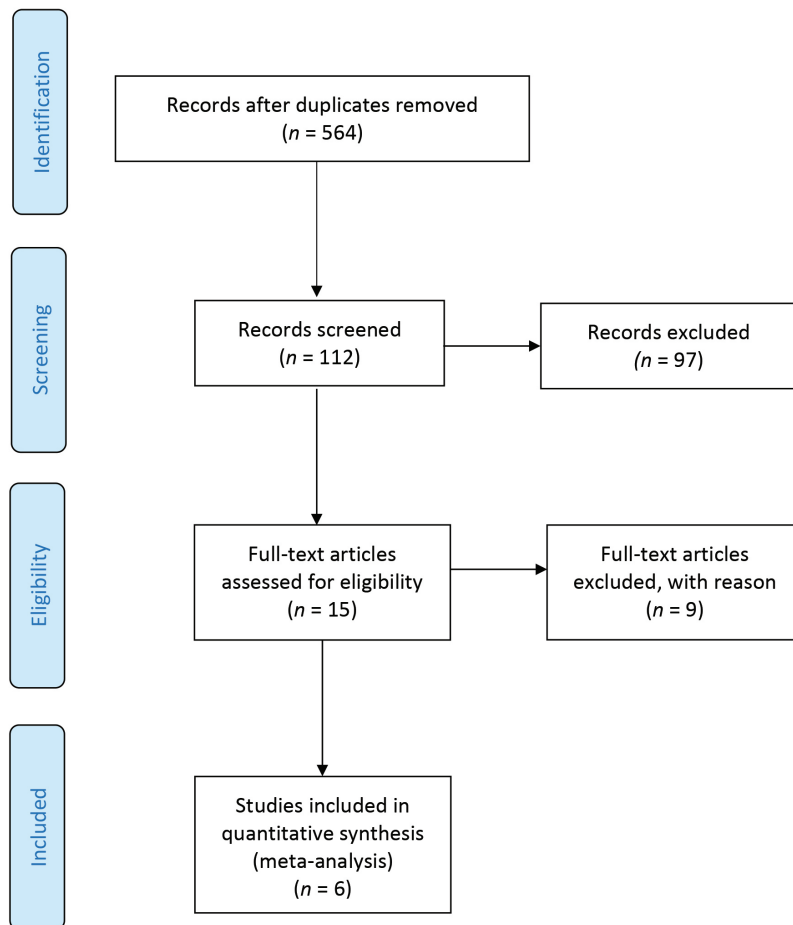 Identification
Records after duplicates removed
(n = 564)
Screening
Records screened
(n = 112)
Records excluded
(n = 97)
Eligibility
Full-text articles
assessed for eligibility
(n = 15)
Full-text articles
excluded, with reason
(n = 9)
Included
Studies included in
quantitative synthesis
(meta-analysis)
(n = 6)